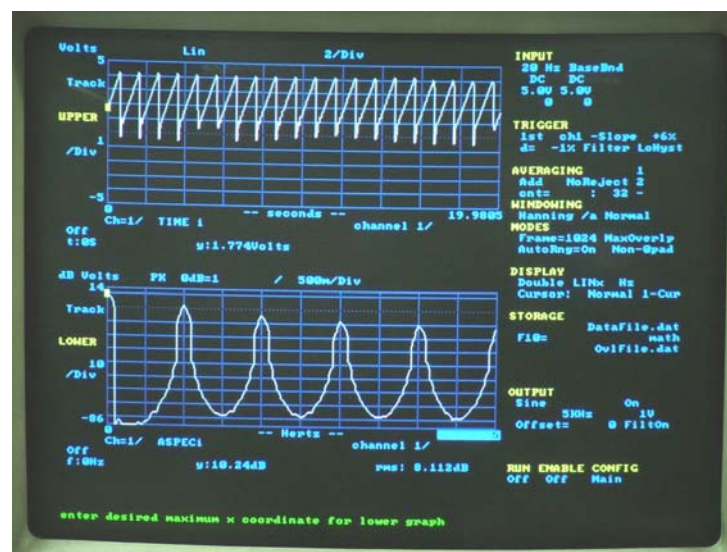 Volts Lin 2/Div
5
Track
UPPER
1
/Div
-5
0 -- seconds -- 19.9805
Ch=1/ TIME i channel 1/
Off
t:0S y:1.774Volts
dB Volts PK 0dB=1 / 500m/Div
14
Track
LOWER
10
/Div
-86
0 -- Hertz -- 5
Ch=1/ ASPECi channel 1/
Off
f:0Hz y:10.24dB rms: 8.112dB
enter desired maximum x coordinate for lower graph
INPUT
20 Hz BaseBnd
DC DC
5.0V 5.0V
0 0
TRIGGER
1st ch1 -Slope +6%
d= -1% Filter LoHyst
AVERAGING 1
Add NoReject 2
cnt= : 32 -
WINDOWING
Hanning /a Normal
MODES
Frame=1024 MaxOverlp
AutoRng=On Non-0pad
DISPLAY
Double LINx Hz
Cursor: Normal 1-Cur
STORAGE
DataFile.dat
F10= math
OvlFile.dat
OUTPUT
Sine On
5KHz 1V
Offset= 0 FiltOn
RUN ENABLE CONFIG
Off Off Main